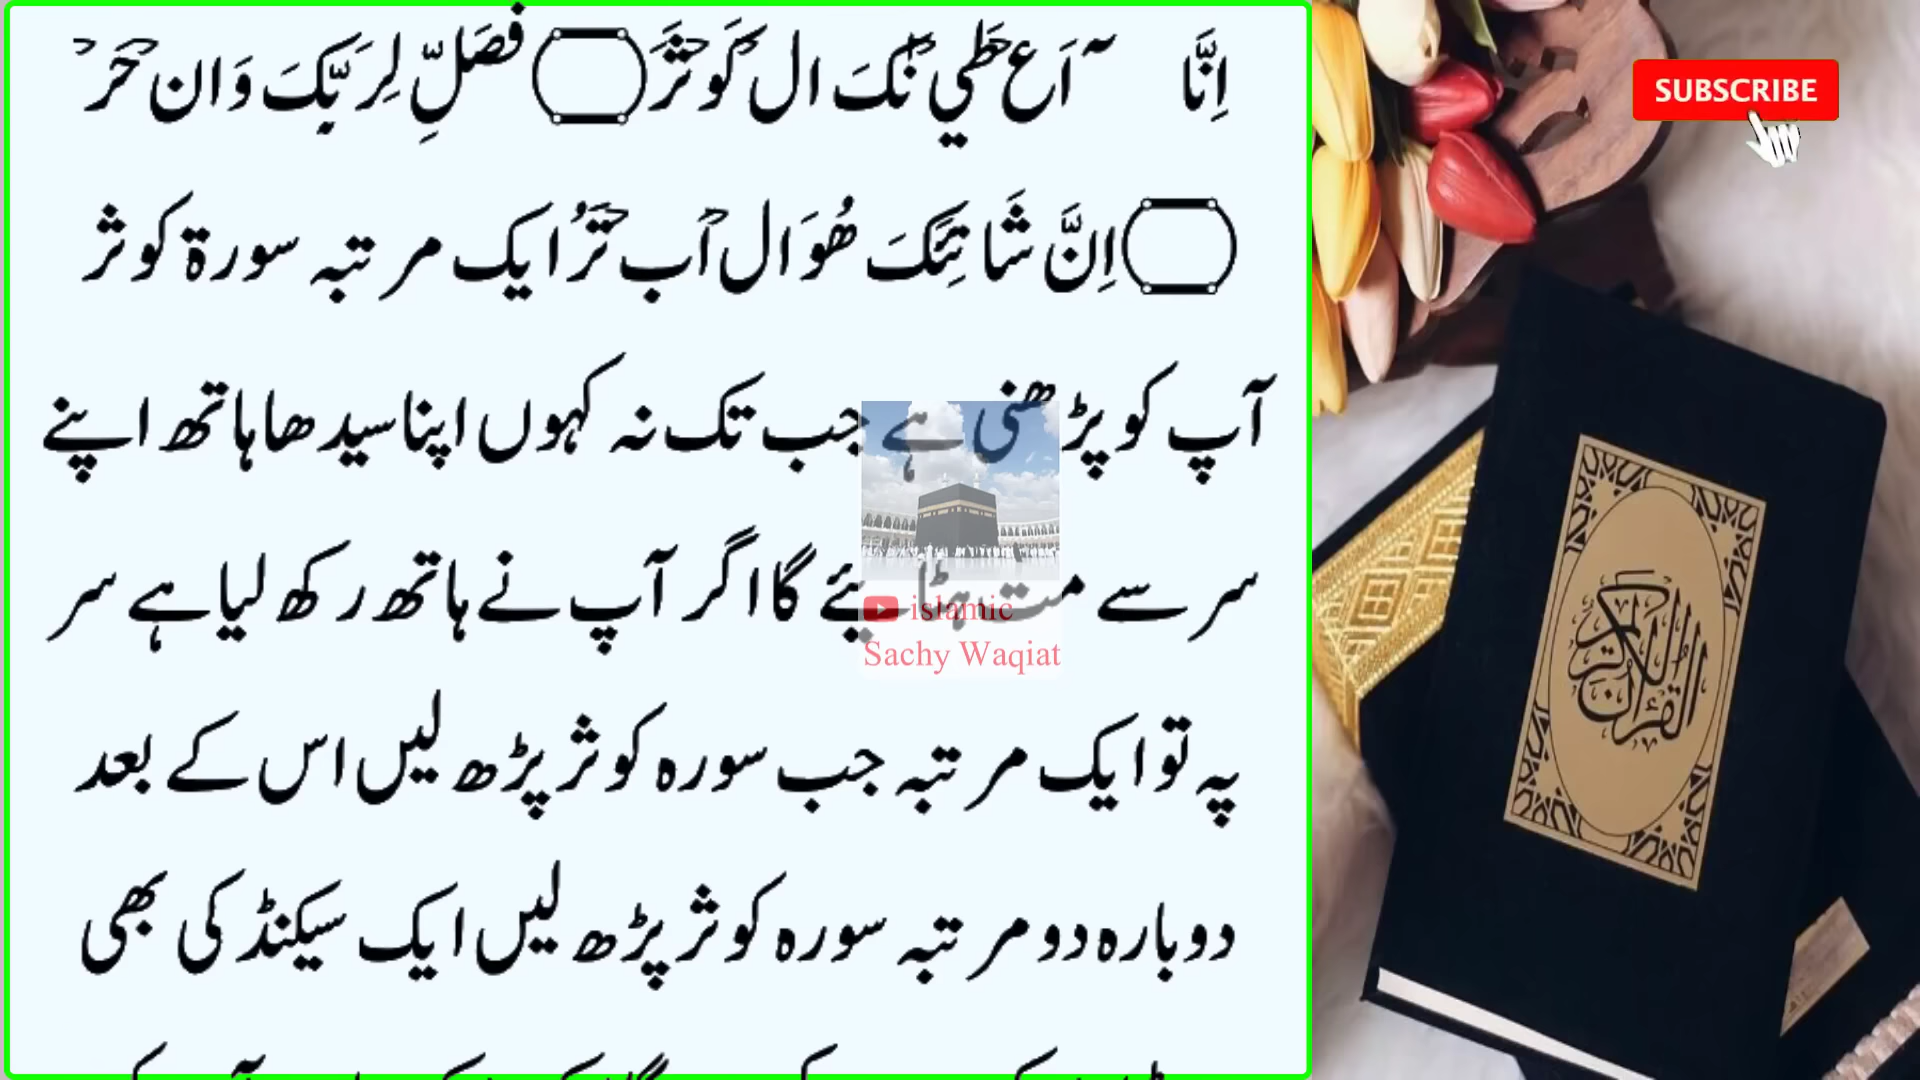 اِنَّاۤ اَعۡطَيۡنٰكَ الۡكَوۡثَرَؕ ۝ فَصَلِّ لِرَبِّكَ وَانۡحَرۡؕ
۝ اِنَّ شَانِئَكَ هُوَ الۡاَبۡتَرُ ایک مرتبہ سورۃ کوثر
آپ کو پڑھنی ہے جب تک نہ کہوں اپنا سیدھا ہاتھ اپنے
سر سے مت ہٹایئے گا اگر آپ نے ہاتھ رکھ لیا ہے سر
پہ تو ایک مرتبہ جب سورہ کوثر پڑھ لیں اس کے بعد
دوبارہ دو مرتبہ سورہ کوثر پڑھ لیں ایک سیکنڈ کی بھی
SUBSCRIBE
islamic
Sachy Waqiat
القرآن الكريم